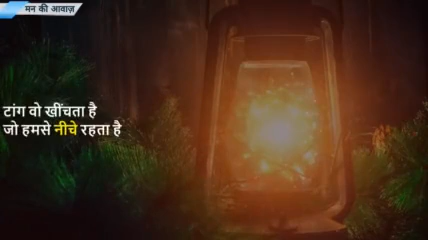 मन की आवाज़
टांग वो खींचता है
जो हमसे नीचे रहता है